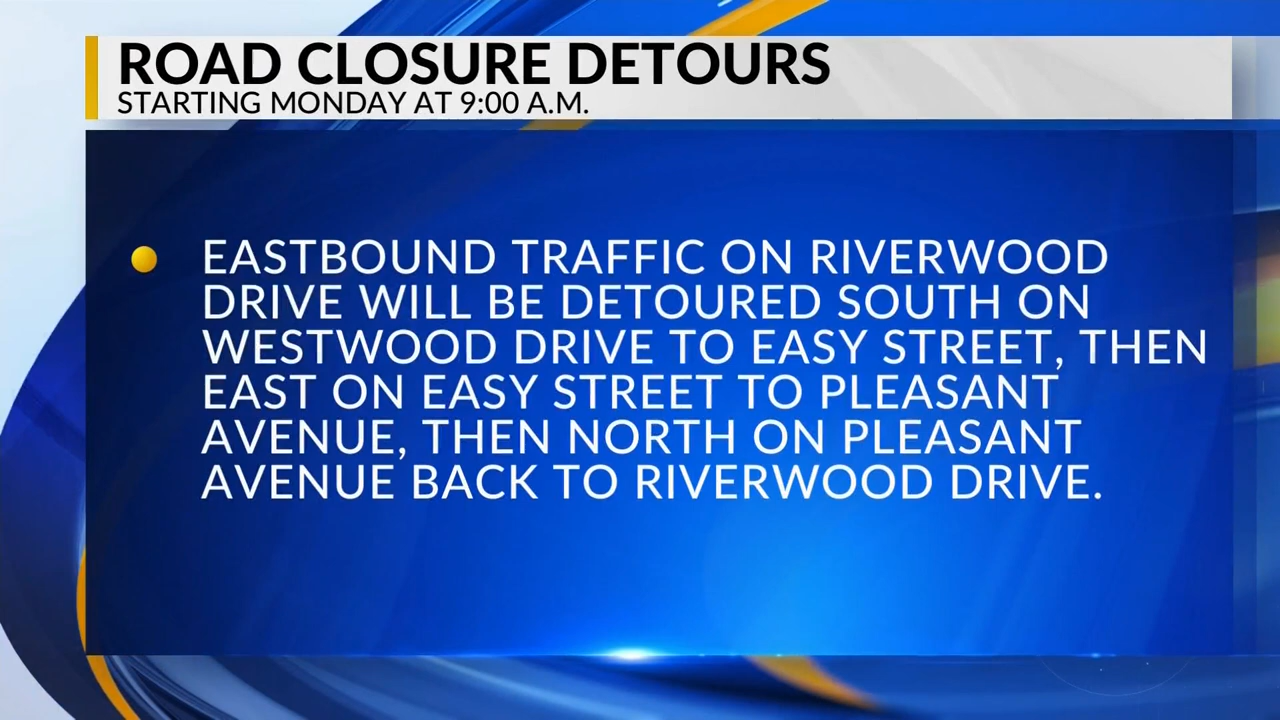 ROAD CLOSURE DETOURS
STARTING MONDAY AT 9:00 A.M.
EASTBOUND TRAFFIC ON RIVERWOOD
DRIVE WILL BE DETOURED SOUTH ON
WESTWOOD DRIVE TO EASY STREET, THEN
EAST ON EASY STREET TO PLEASANT
AVENUE, THEN NORTH ON PLEASANT
AVENUE BACK TO RIVERWOOD DRIVE.